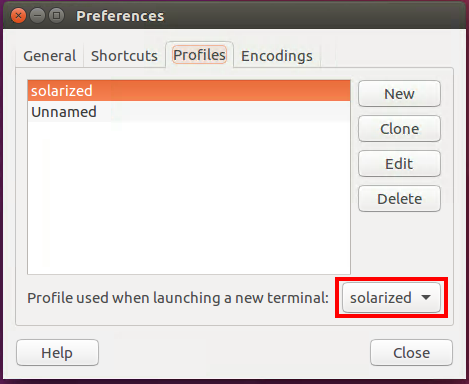 Preferences
General Shortcuts Profiles Encodings
solarized
Unnamed
New
Clone
Edit
Delete
Profile used when launching a new terminal: solarized
Help Close